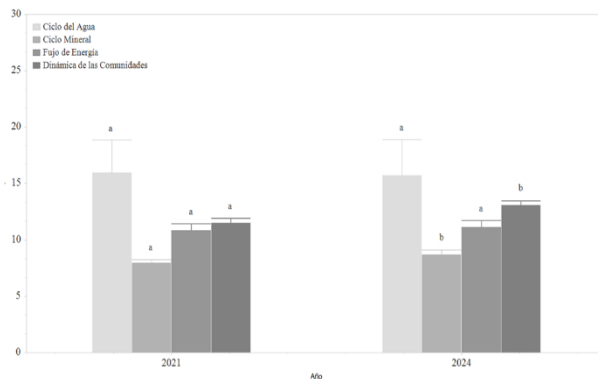 30
Ciclo del Agua
Ciclo Mineral
25
Fujo de Energía
Dinámica de las Comunidades
20
a
a
15
b
a
a
a
10
a
b
5
0
2021
2024
Año